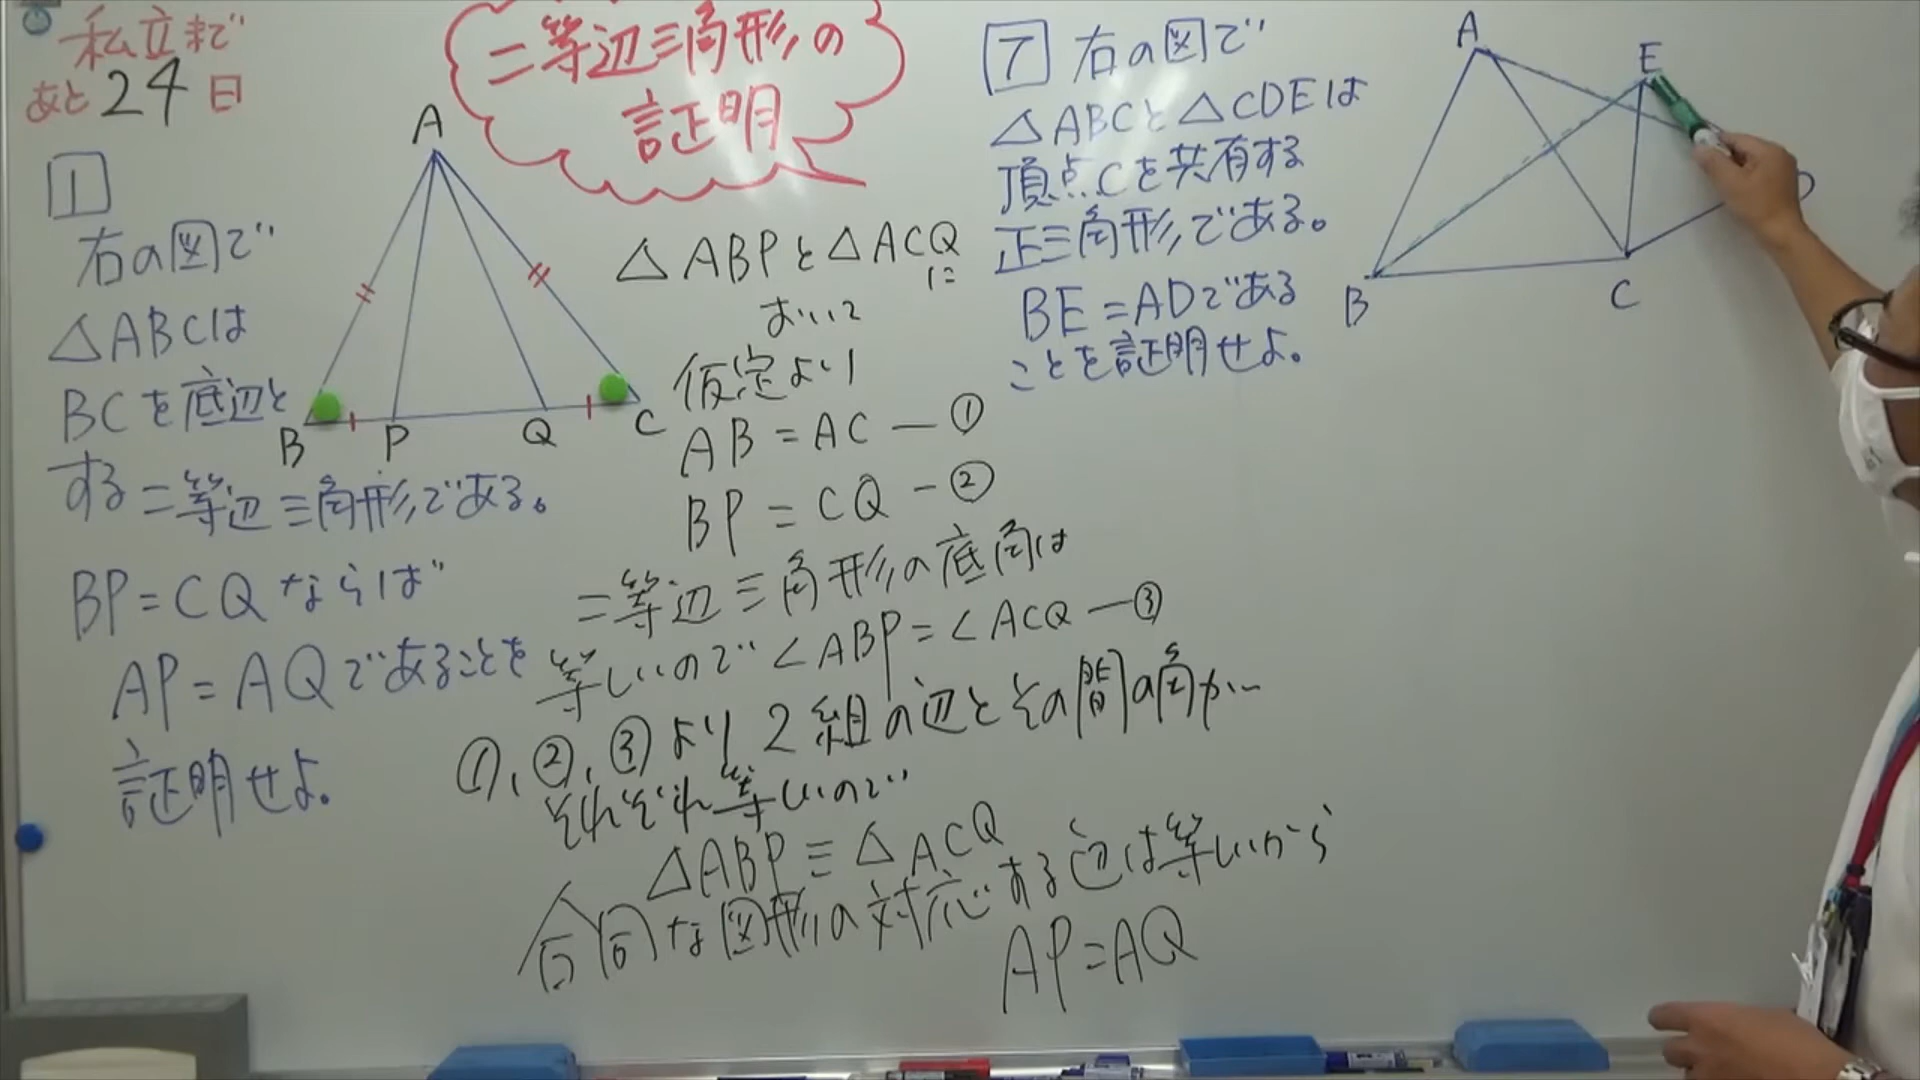 私立まで
あと24日
二等辺三角形の
証明
1
右の図で
△ABCは
BCを底辺と
する二等辺三角形である。
BP=CQならば
AP=AQであることを
証明せよ。
A
B
P
Q
C
△ABPと△ACQ
に
おいて
仮定より
AB=AC―①
BP=CQ―②
二等辺三角形の底角は
等しいので∠ABP=∠ACQ―③
①,②,③より2組の辺とその間の角が
それぞれ等しいので
△ABP≡△ACQ
合同な図形の対応する辺は等しいから
AP=AQ
7
右の図で
△ABCと△CDEは
頂点Cを共有する
正三角形である。
BE=ADである
ことを証明せよ。
A
E
D
B
C